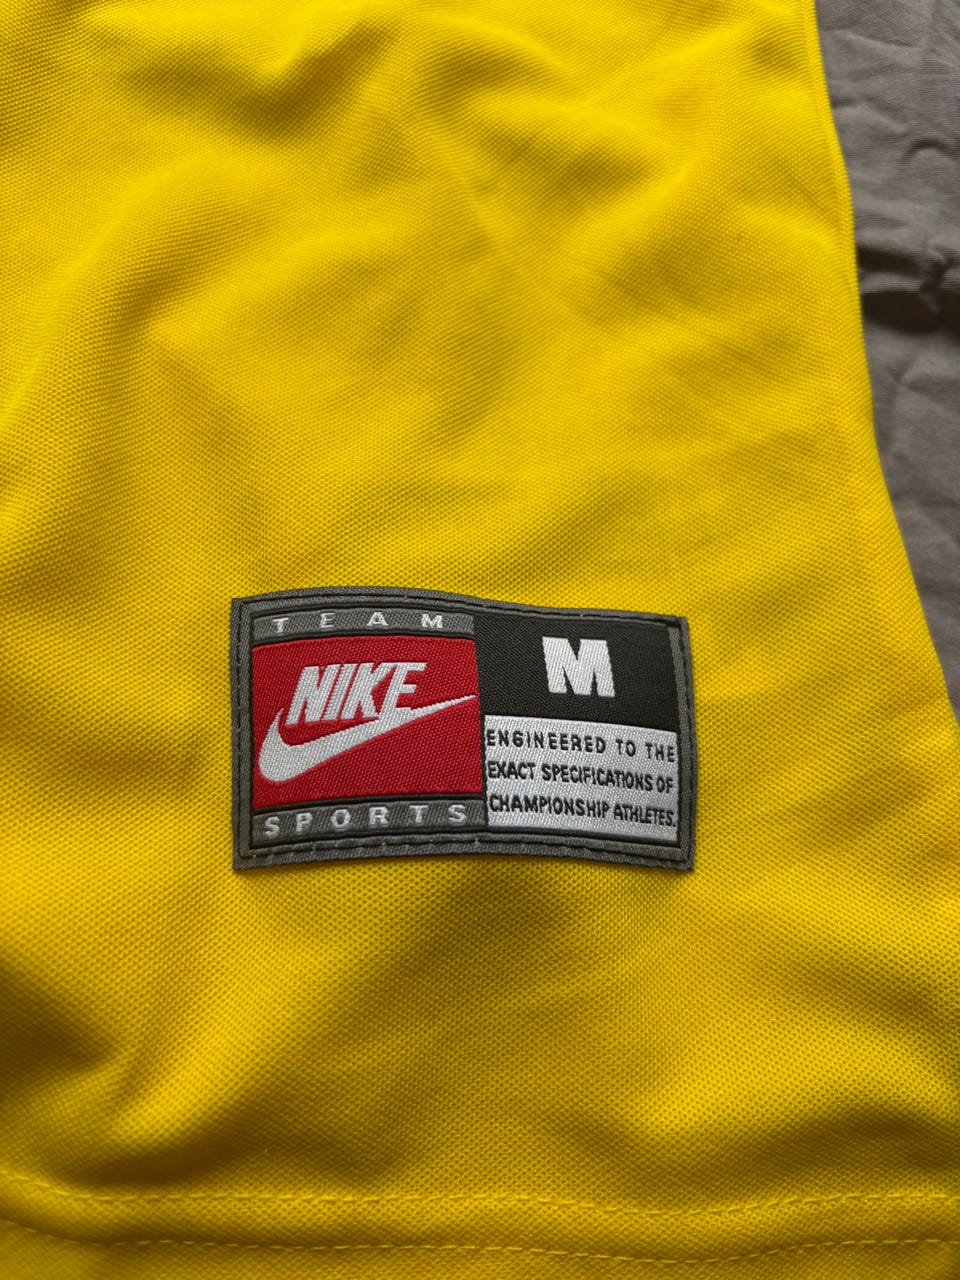 TEAM
NIKE
SPORTS
M
ENGINEERED TO THE
EXACT SPECIFICATIONS OF
CHAMPIONSHIP ATHLETES.